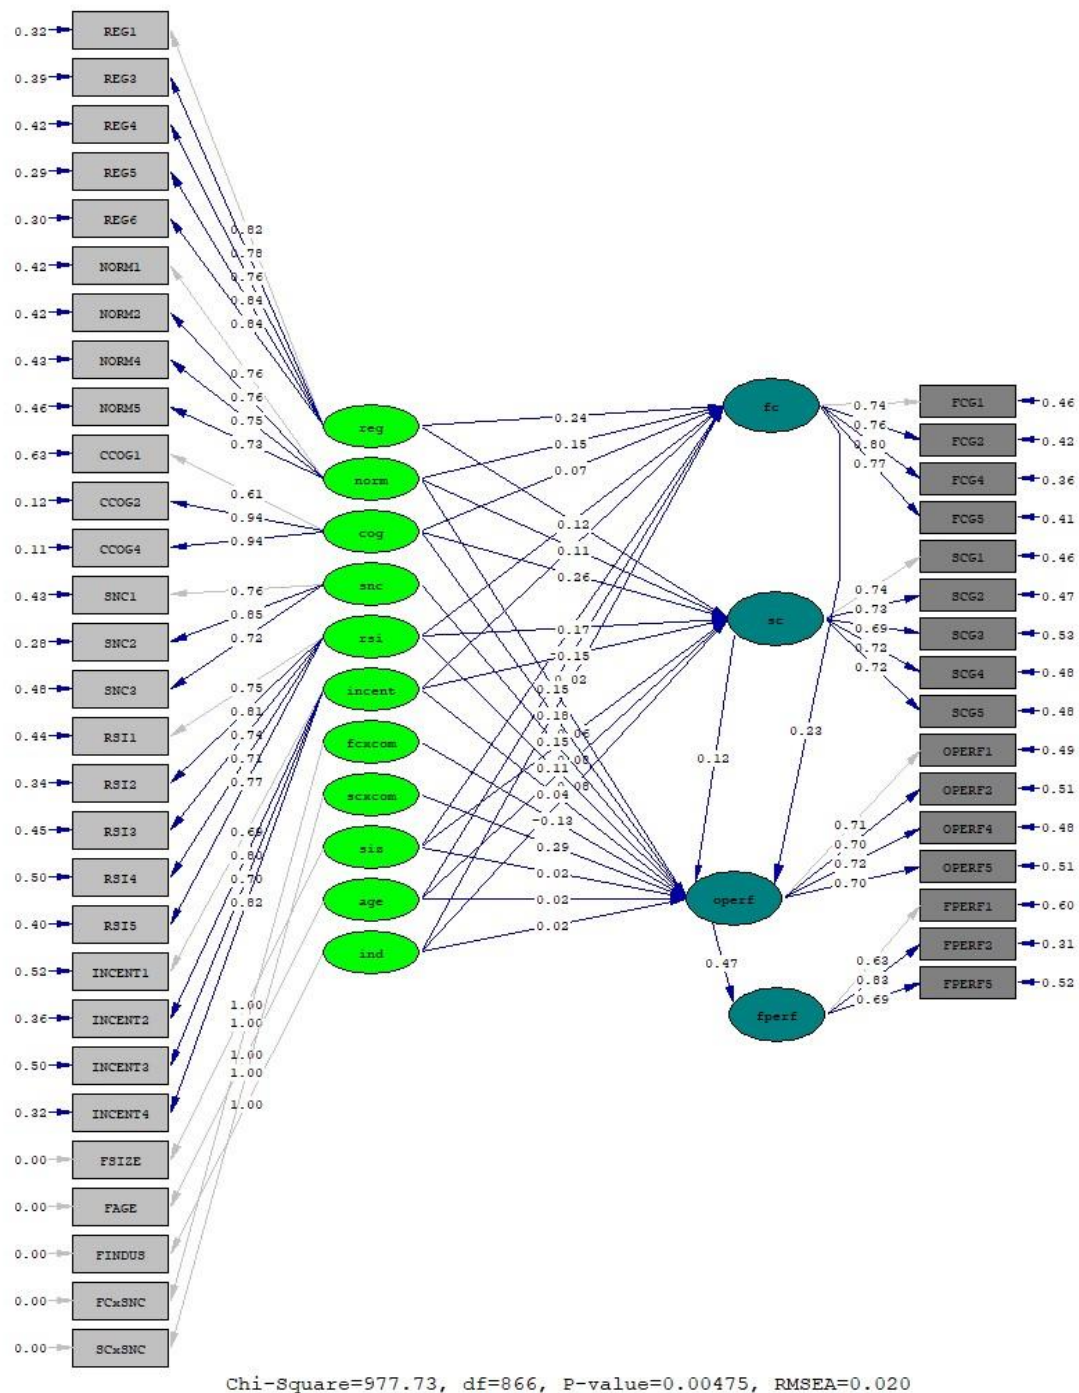 0.32 REG1
0.39 REG3
0.42 REG4
0.29 REG5
0.30 REG6
0.42 NORM1
0.42 NORM2
0.43 NORM4
0.46 NORM5
0.63 CCOG1
0.12 CCOG2
0.11 CCOG4
0.43 SNC1
0.28 SNC2
0.48 SNC3
0.44 RSI1
0.34 RSI2
0.45 RSI3
0.50 RSI4
0.40 RSI5
0.52 INCENT1
0.36 INCENT2
0.50 INCENT3
0.32 INCENT4
0.00 FSIZE
0.00 FAGE
0.00 FINDUS
0.00 FCxSNC
0.00 SCxSNC
0.82
0.78
0.76
0.84
0.84
0.76
0.76
0.75
0.73
0.61
0.94
0.94
0.76
0.85
0.72
0.75
0.81
0.74
0.71
0.77
0.69
0.80
0.70
0.82
1.00
1.00
1.00
1.00
1.00
reg
norm
cog
snc
rsi
incent
fcxcom
scxcom
siz
age
ind
0.24
0.15
0.07
0.12
0.11
0.26
0.17
0.15
0.18
0.15
0.11
0.04
-0.13
0.29
0.02
0.02
0.02
fc
sc
operf
fperf
0.12
0.23
0.47
0.74
0.76
0.80
0.77
0.74
0.73
0.69
0.72
0.72
0.71
0.70
0.72
0.70
0.63
0.83
0.69
FCG1 0.46
FCG2 0.42
FCG4 0.36
FCG5 0.41
SCG1 0.46
SCG2 0.47
SCG3 0.53
SCG4 0.48
SCG5 0.48
OPERF1 0.49
OPERF2 0.51
OPERF4 0.48
OPERF5 0.51
FPERF1 0.60
FPERF2 0.31
FPERF5 0.52
Chi-Square=977.73, df=866, P-value=0.00475, RMSEA=0.020